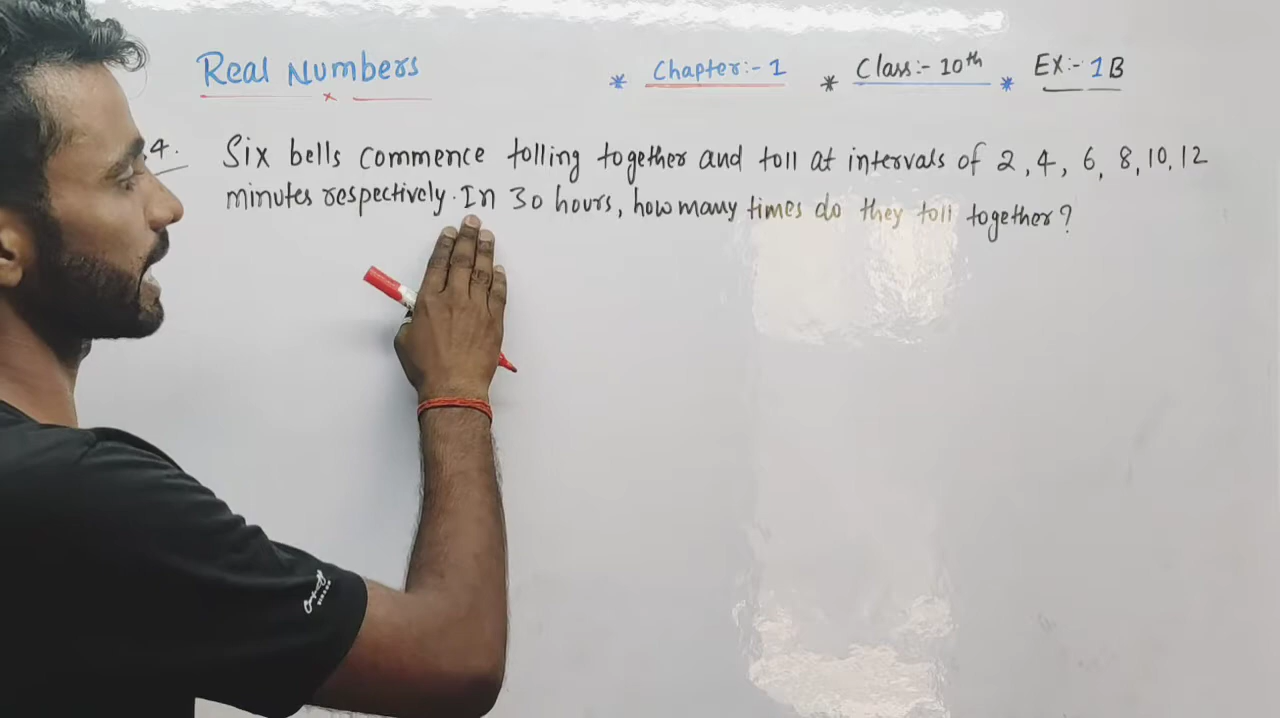 Real Numbers * Chapter:- 1 * Class:- 10th * EX:- 1B
4. Six bells commence tolling together and toll at intervals of 2, 4, 6, 8, 10, 12
minutes respectively. In 30 hours, how many times do they toll together?